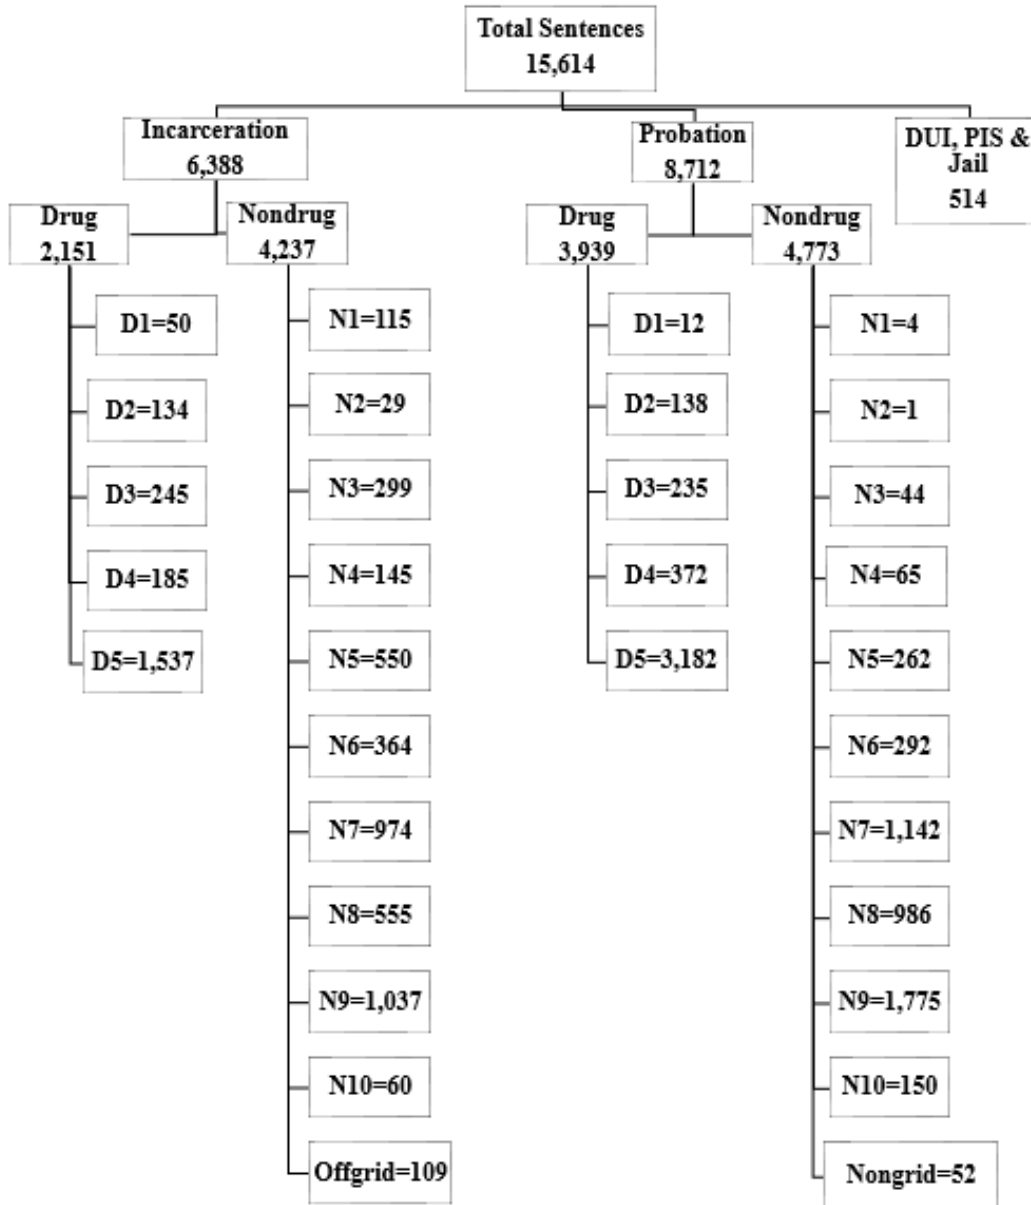 Total Sentences
15,614
Incarceration
6,388
Probation
8,712
DUI, PIS &
Jail
514
Drug
2,151
Nondrug
4,237
Drug
3,939
Nondrug
4,773
D1=50
D2=134
D3=245
D4=185
D5=1,537
N1=115
N2=29
N3=299
N4=145
N5=550
N6=364
N7=974
N8=555
N9=1,037
N10=60
Offgrid=109
D1=12
D2=138
D3=235
D4=372
D5=3,182
N1=4
N2=1
N3=44
N4=65
N5=262
N6=292
N7=1,142
N8=986
N9=1,775
N10=150
Nongrid=52